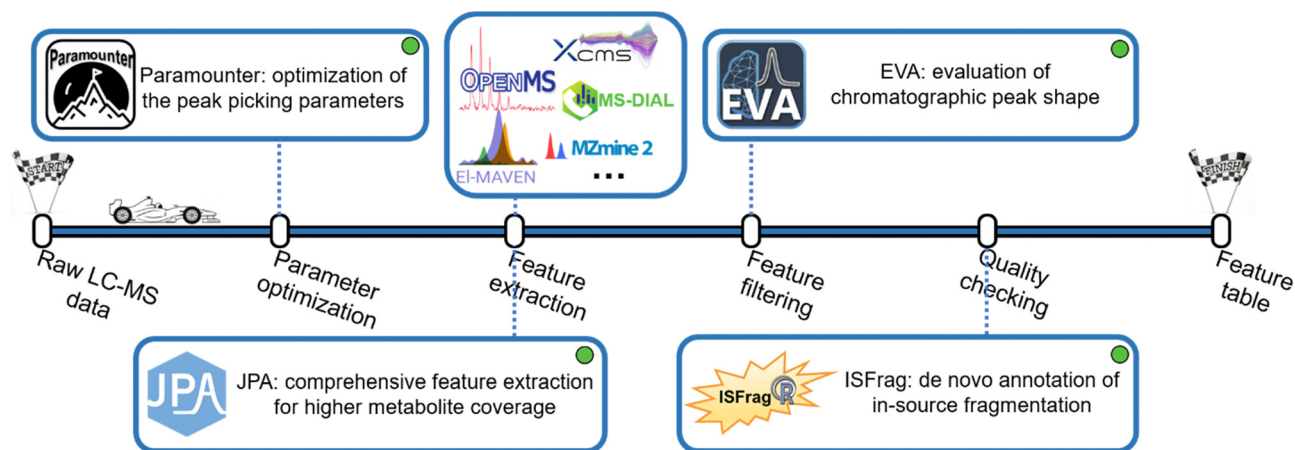 Paramounter
Paramounter: optimization of
the peak picking parameters
XCMS
OPENMS
MS-DIAL
MZmine 2
El-MAVEN
...
EVA
EVA: evaluation of
chromatographic peak shape
START
FINISH
Raw LC-MS
data
Parameter
optimization
Feature
extraction
Feature
filtering
Quality
checking
Feature
table
JPA
JPA: comprehensive feature extraction
for higher metabolite coverage
ISFrag R
ISFrag: de novo annotation of
in-source fragmentation